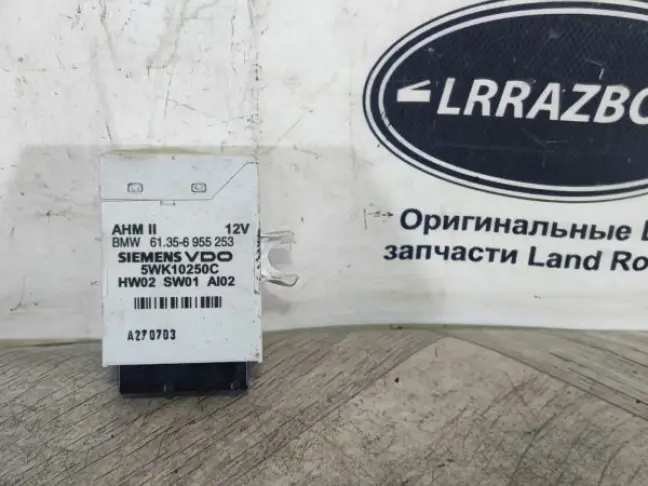 LRRAZBO
Оригинальные
запчасти Land Ro
AHM II 12V
BMW 61.35-6 955 253
SIEMENS VDO
5WK10250C
HW02 SW01 AI02
A270703